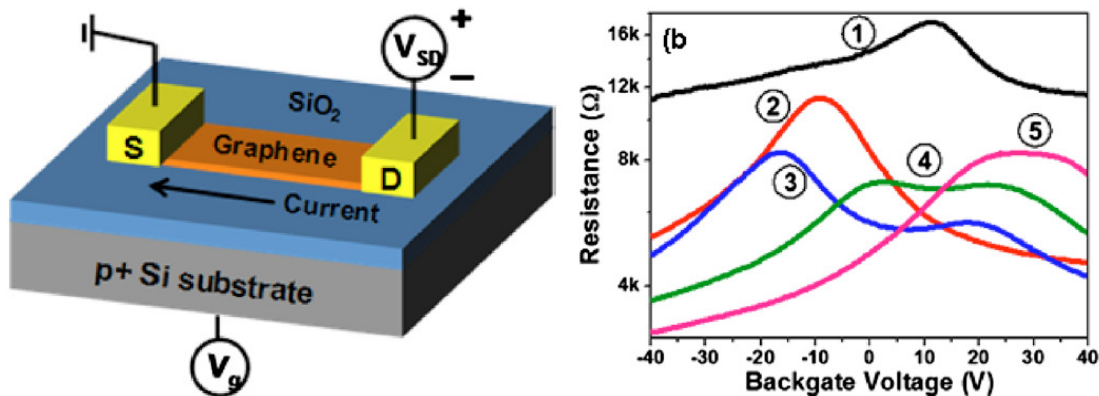 +
V_SD
−
SiO₂
S
Graphene
D
Current
p+ Si substrate
V_g
(b
16k
12k
8k
4k
Resistance (Ω)
1
2
3
4
5
-40 -30 -20 -10 0 10 20 30 40
Backgate Voltage (V)